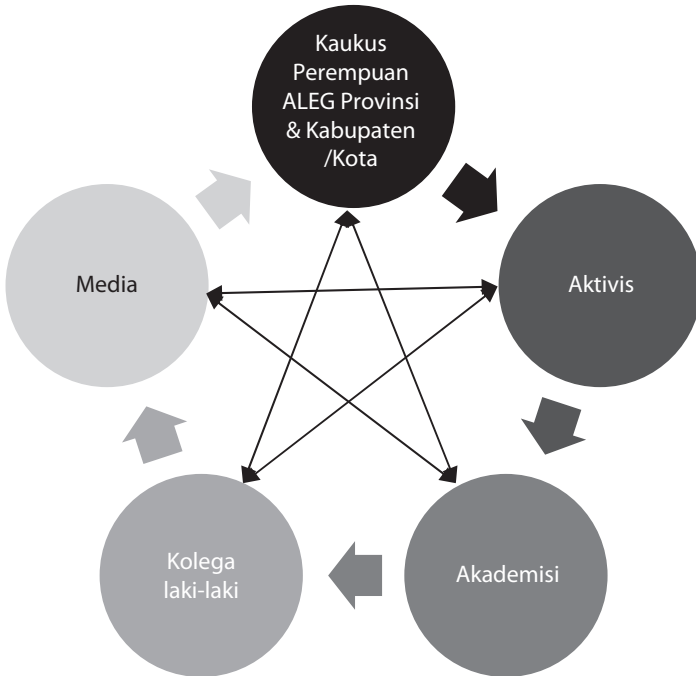 Kaukus
Perempuan
ALEG Provinsi
& Kabupaten
/Kota
Media
Aktivis
Kolega
laki-laki
Akademisi